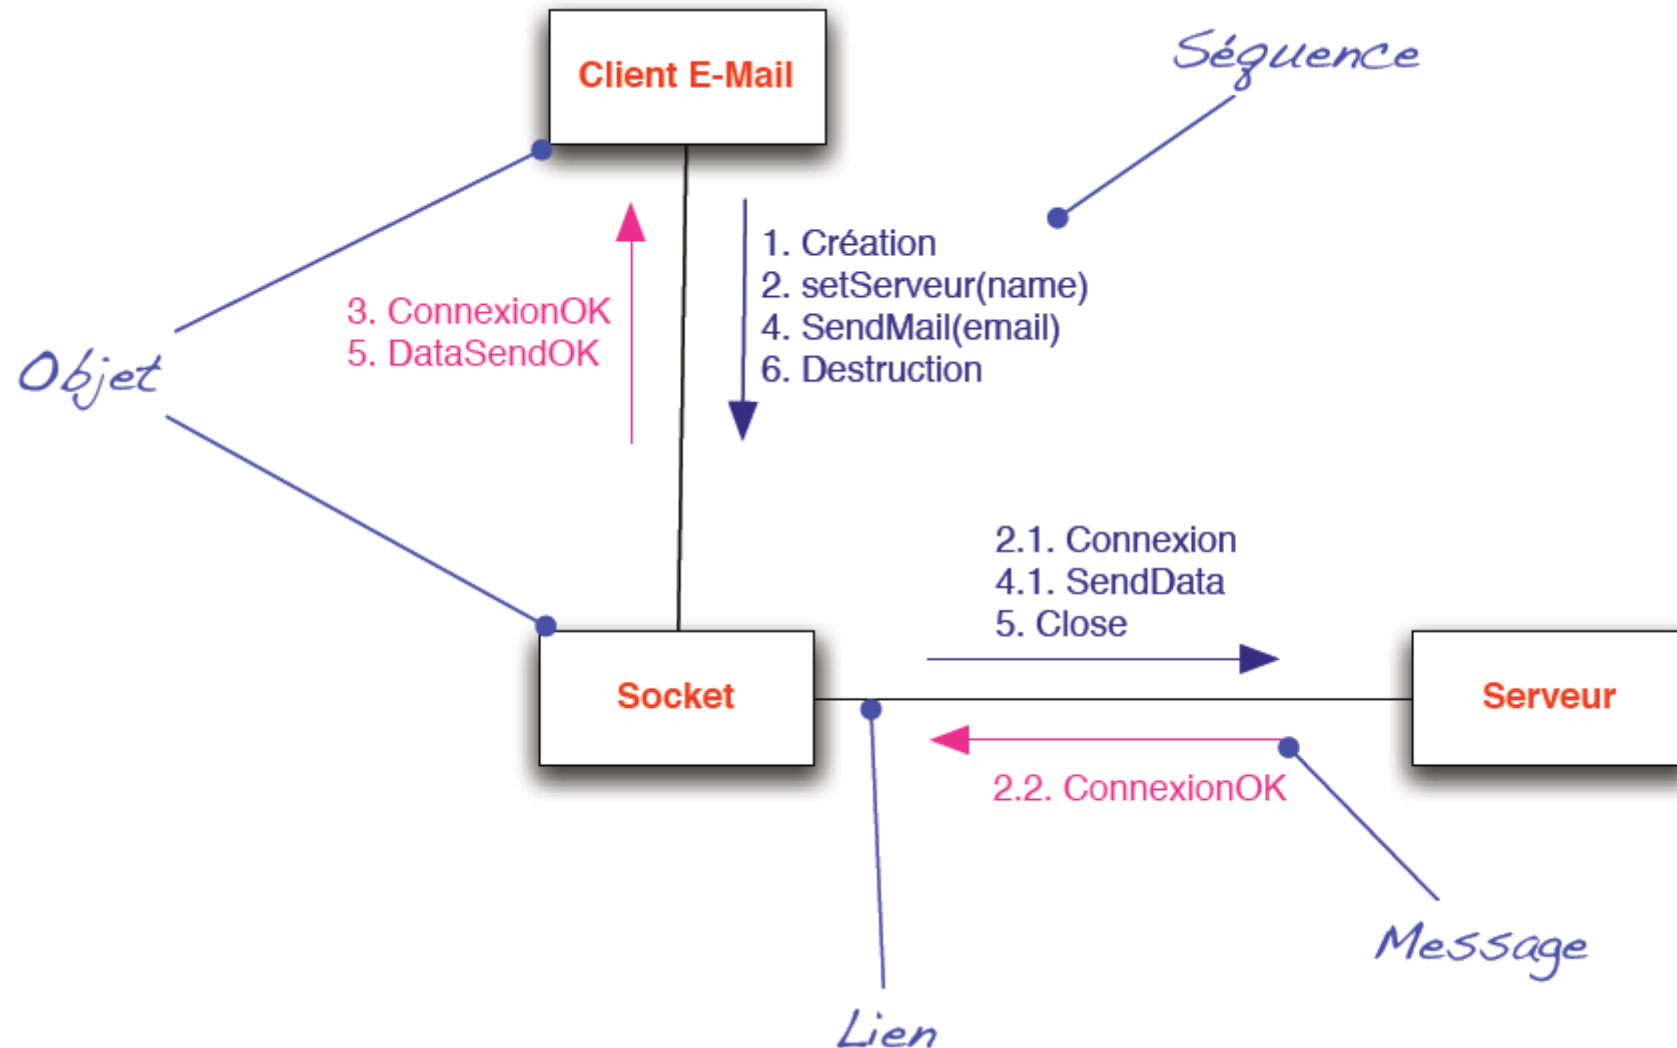 Client E-Mail
Séquence
1. Création
2. setServeur(name)
4. SendMail(email)
6. Destruction
3. ConnexionOK
5. DataSendOK
Objet
2.1. Connexion
4.1. SendData
5. Close
Socket
Serveur
2.2. ConnexionOK
Message
Lien